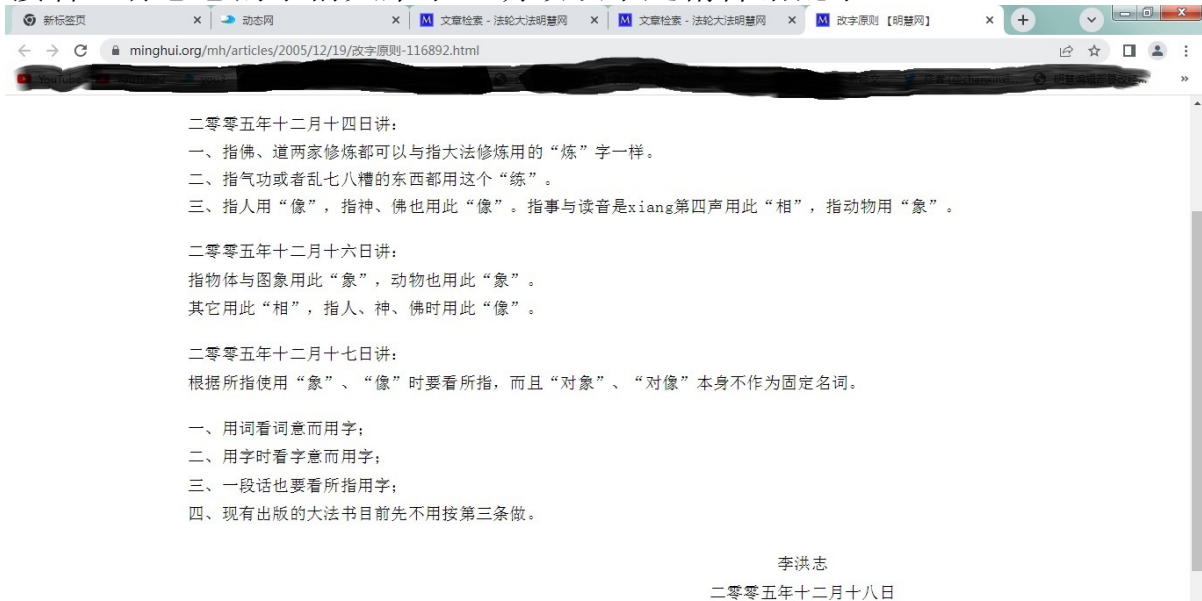 新标签页
动态网
文章检索 - 法轮大法明慧网
文章检索 - 法轮大法明慧网
改字原则 【明慧网】
minghui.org/mh/articles/2005/12/19/改字原则-116892.html
YouTube
二零零五年十二月十四日讲：
一、指佛、道两家修炼都可以与指大法修炼用的“炼”字一样。
二、指气功或者乱七八糟的东西都用这个“练”。
三、指人用“像”，指神、佛也用此“像”。指事与读音是xiang第四声用此“相”，指动物用“象”。
二零零五年十二月十六日讲：
指物体与图象用此“象”，动物也用此“象”。
其它用此“相”，指人、神、佛时用此“像”。
二零零五年十二月十七日讲：
根据所指使用“象”、“像”时要看所指，而且“对象”、“对像”本身不作为固定名词。
一、用词看词意而用字；
二、用字时看字意而用字；
三、一段话也要看所指用字；
四、现有出版的大法书目前先不用按第三条做。
李洪志
二零零五年十二月十八日